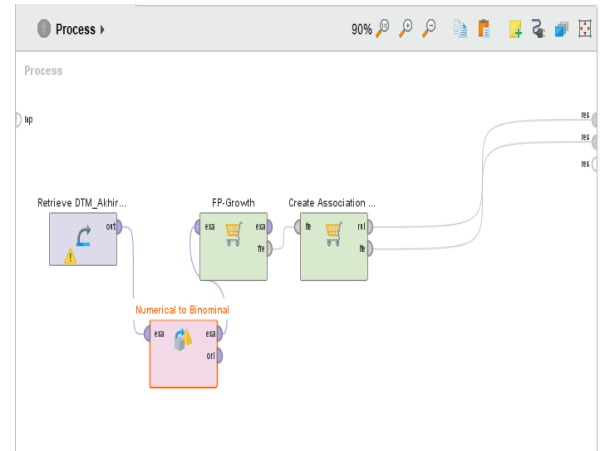 Process
90%
Process
inp
res
res
res
Retrieve DTM_Akhir...
out
FP-Growth
exa
exa
fre
Create Association ...
ite
rul
ite
Numerical to Binominal
exa
exa
ori